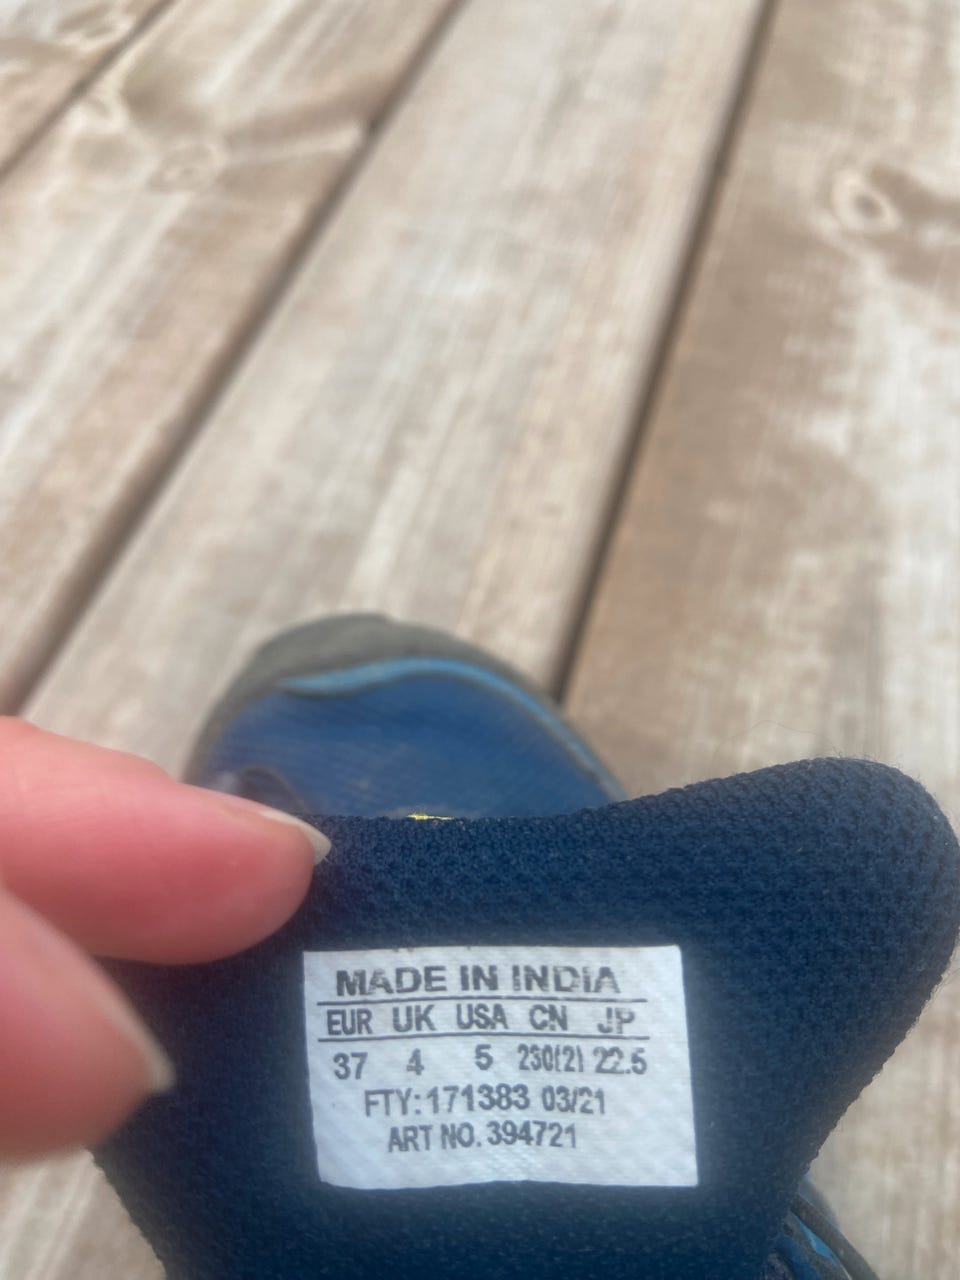 MADE IN INDIA
EUR UK USA CN JP
37 4 5 230(2) 22.5
FTY: 171383 03/21
ART NO. 394721